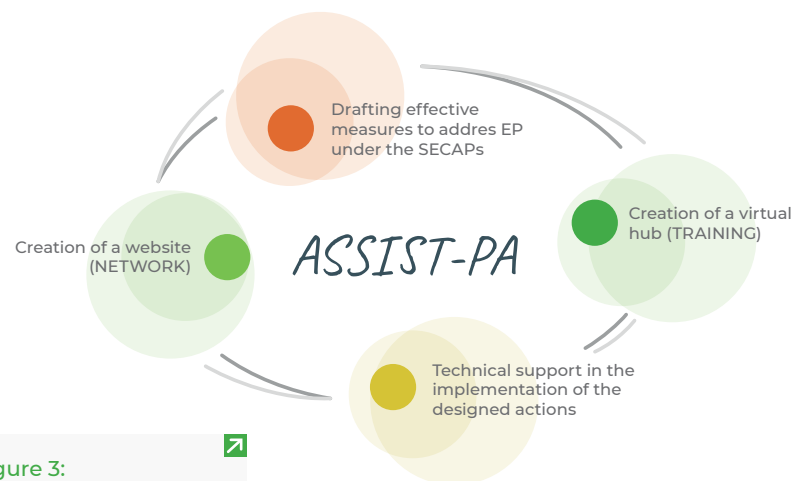 Drafting effective
measures to addres EP
under the SECAPs
Creation of a virtual
hub (TRAINING)
Creation of a website
(NETWORK)
ASSIST-PA
Technical support in the
implementation of the
designed actions
gure 3: